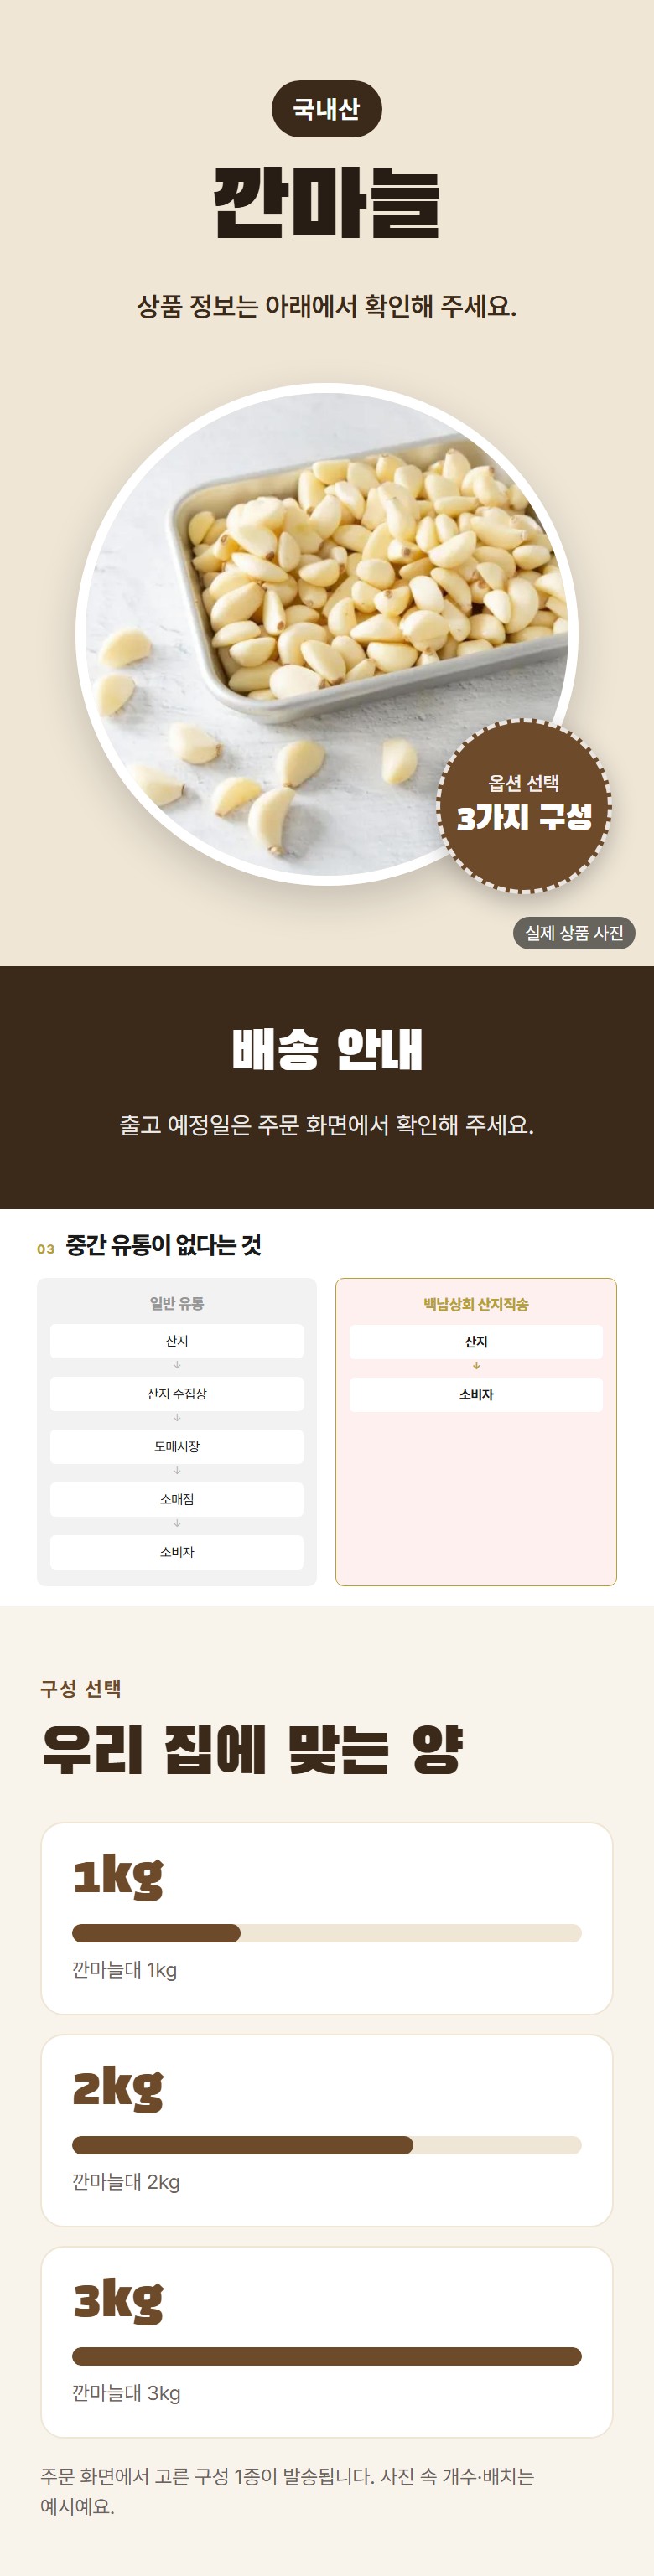 국내산
깐마늘
상품 정보는 아래에서 확인해 주세요.
옵션 선택
3가지 구성
실제 상품 사진
배송 안내
출고 예정일은 주문 화면에서 확인해 주세요.
03 중간 유통이 없다는 것
일반 유통
산지
↓
산지 수집상
↓
도매시장
↓
소매점
↓
소비자
백납상회 산지직송
산지
↓
소비자
구성 선택
우리 집에 맞는 양
1kg
깐마늘대 1kg
2kg
깐마늘대 2kg
3kg
깐마늘대 3kg
주문 화면에서 고른 구성 1종이 발송됩니다. 사진 속 개수·배치는
예시예요.